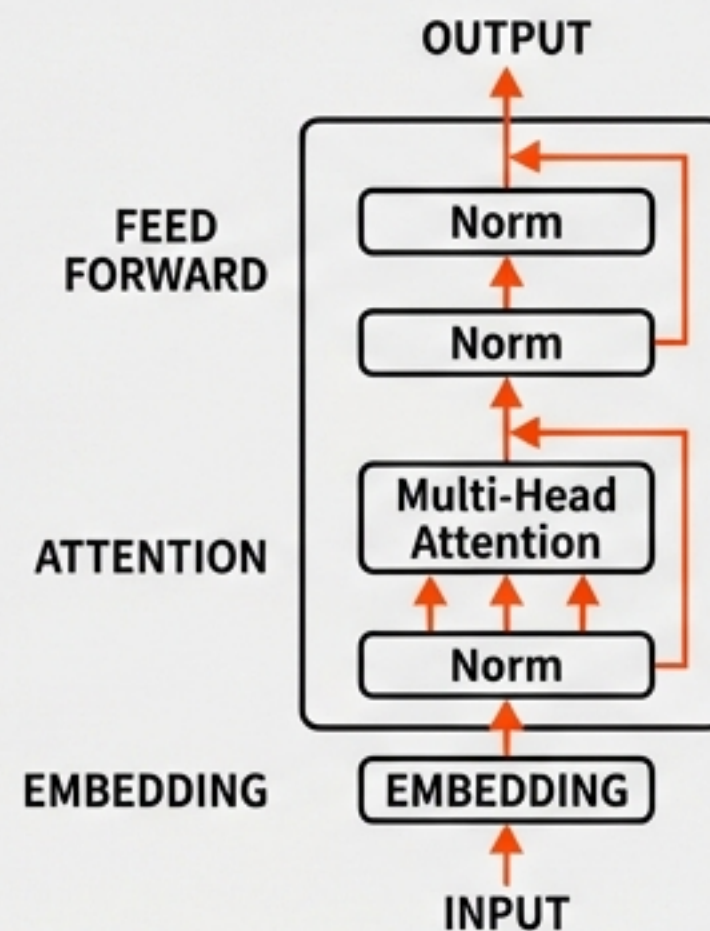 OUTPUT
FEED
FORWARD
Norm
Norm
ATTENTION
Multi-Head
Attention
Norm
EMBEDDING
EMBEDDING
INPUT